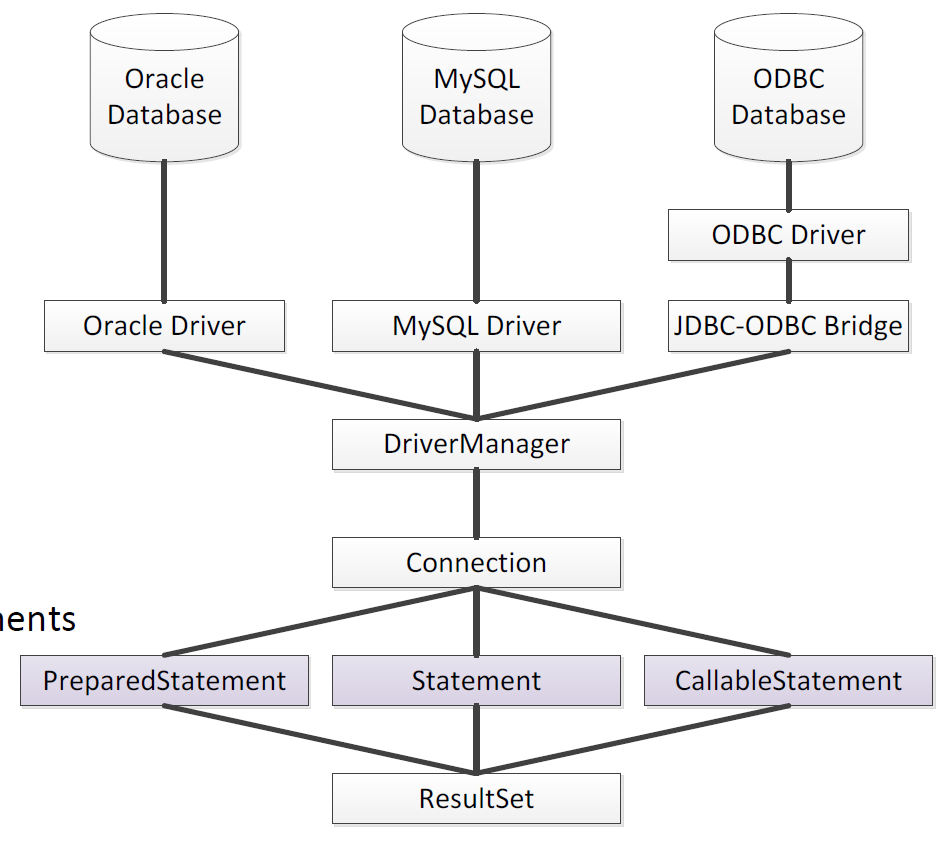 Oracle
Database
MySQL
Database
ODBC
Database
ODBC Driver
Oracle Driver
MySQL Driver
JDBC-ODBC Bridge
DriverManager
Connection
PreparedStatement
Statement
CallableStatement
ResultSet